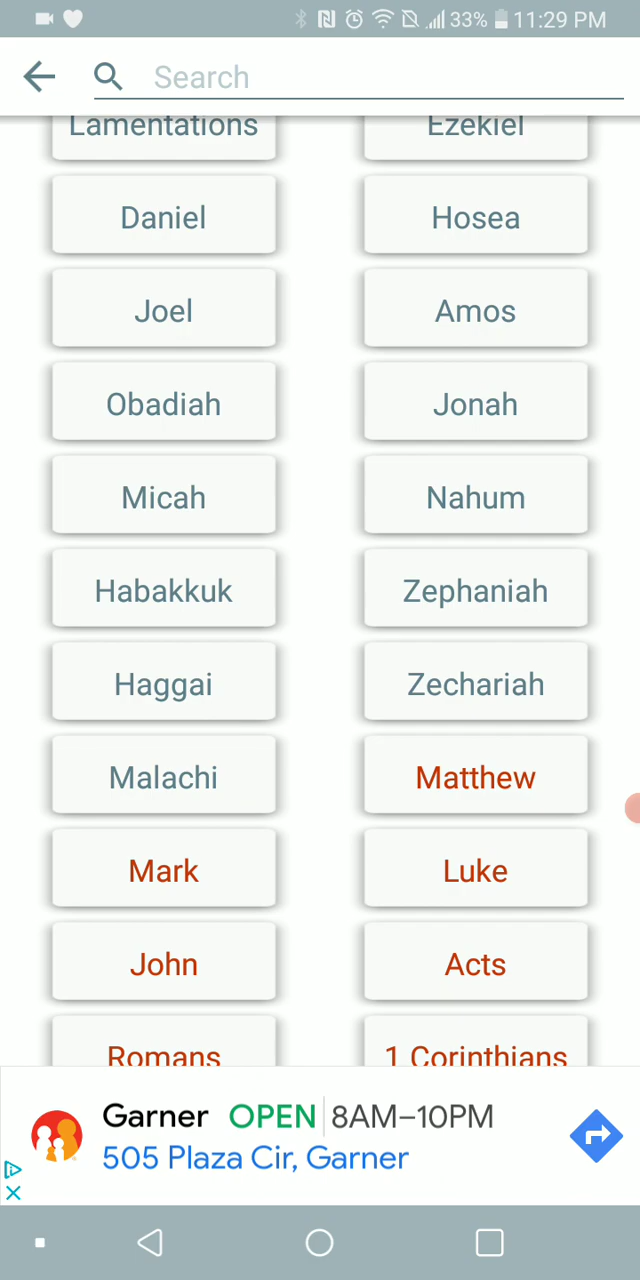 33% 11:29 PM
Search
Lamentations Ezekiel
Daniel Hosea
Joel Amos
Obadiah Jonah
Micah Nahum
Habakkuk Zephaniah
Haggai Zechariah
Malachi Matthew
Mark Luke
John Acts
Romans 1 Corinthians
Garner OPEN 8AM–10PM
505 Plaza Cir, Garner